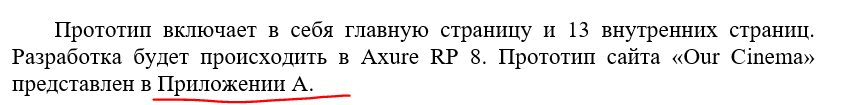 Прототип включает в себя главную страницу и 13 внутренних страниц.
Разработка будет происходить в Axure RP 8. Прототип сайта «Our Cinema»
представлен в Приложении А.